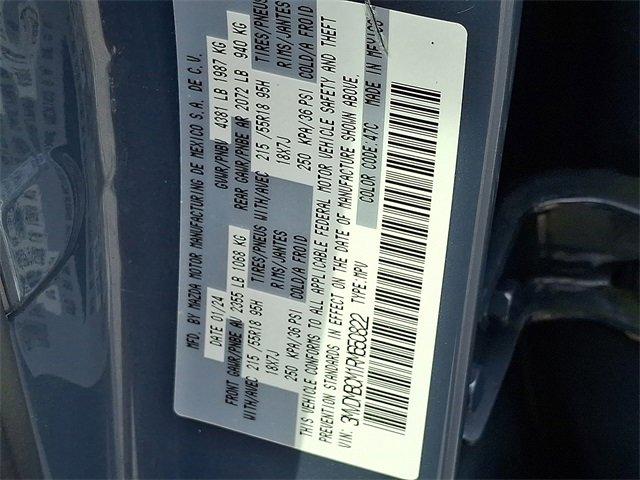 MFD. BY MAZDA MOTOR MANUFACTURING DE MEXICO S.A. DE C.V.
DATE 01/24 GVWR/PNBV 4381 LB 1987 KG
FRONT GAWR/PNBE AV 2355 LB 1068 KG REAR GAWR/PNBE AR 2072 LB 940 KG
WITH/AVEC TIRES/PNEUS WITH/AVEC TIRES/PNEUS
215/55R18 95H RIMS/JANTES 215/55R18 95H RIMS/JANTES
18X7J COLD/A FROID 18X7J COLD/A FROID
250 KPA/36 PSI 250 KPA/36 PSI
THIS VEHICLE CONFORMS TO ALL APPLICABLE FEDERAL MOTOR VEHICLE SAFETY AND THEFT
PREVENTION STANDARDS IN EFFECT ON THE DATE OF MANUFACTURE SHOWN ABOVE.
VIN: TYPE: MPV COLOR CODE: 47C MADE IN MEXICO